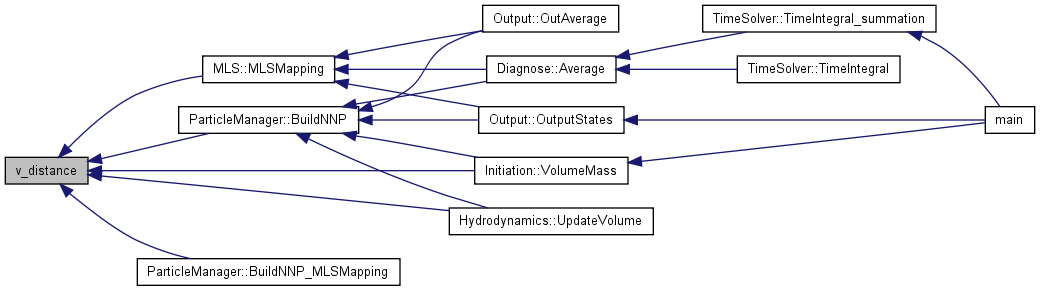 Output::OutAverage
TimeSolver::TimeIntegral_summation
MLS::MLSMapping
Diagnose::Average
TimeSolver::TimeIntegral
ParticleManager::BuildNNP
Output::OutputStates
main
v_distance
Initiation::VolumeMass
Hydrodynamics::UpdateVolume
ParticleManager::BuildNNP_MLSMapping